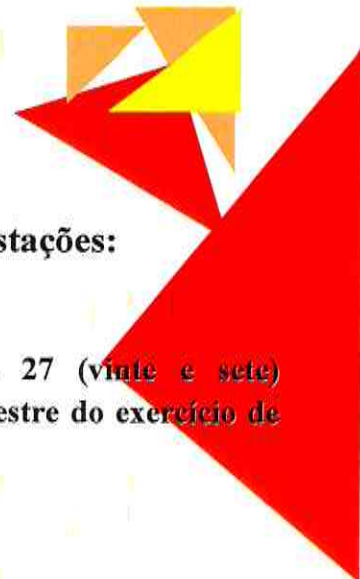 stações:
27 (vinte e sete)
estre do exercício de